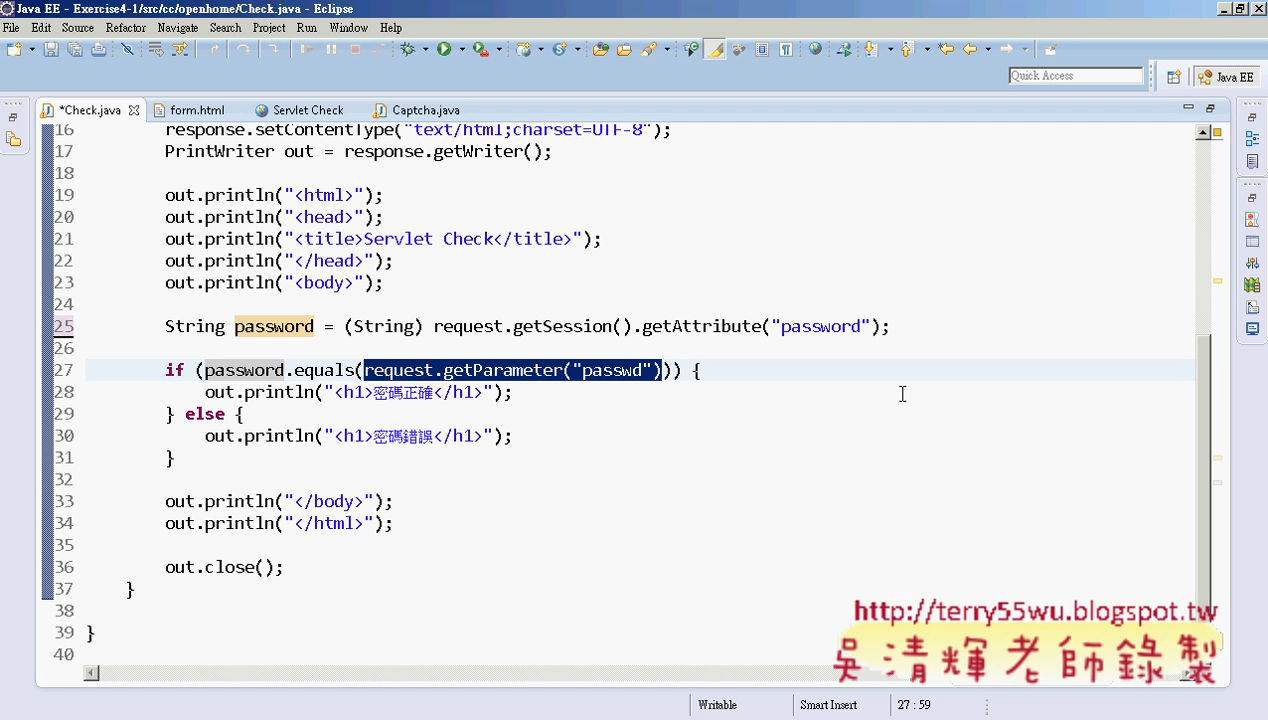 Java EE - Exercise4-1/src/cc/openhome/Check.java - Eclipse
File Edit Source Refactor Navigate Search Project Run Window Help
Quick Access
Java EE
*Check.java form.html Servlet Check Captcha.java
16 response.setContentType("text/html;charset=UTF-8");
17 PrintWriter out = response.getWriter();
18
19 out.println("<html>");
20 out.println("<head>");
21 out.println("<title>Servlet Check</title>");
22 out.println("</head>");
23 out.println("<body>");
24
25 String password = (String) request.getSession().getAttribute("password");
26
27 if (password.equals(request.getParameter("passwd"))) {
28 out.println("<h1>密碼正確</h1>");
29 } else {
30 out.println("<h1>密碼錯誤</h1>");
31 }
32
33 out.println("</body>");
34 out.println("</html>");
35
36 out.close();
37 }
38
39 }
40
http://terry55wu.blogspot.tw
吳清輝老師錄製
Writable Smart Insert 27 : 59